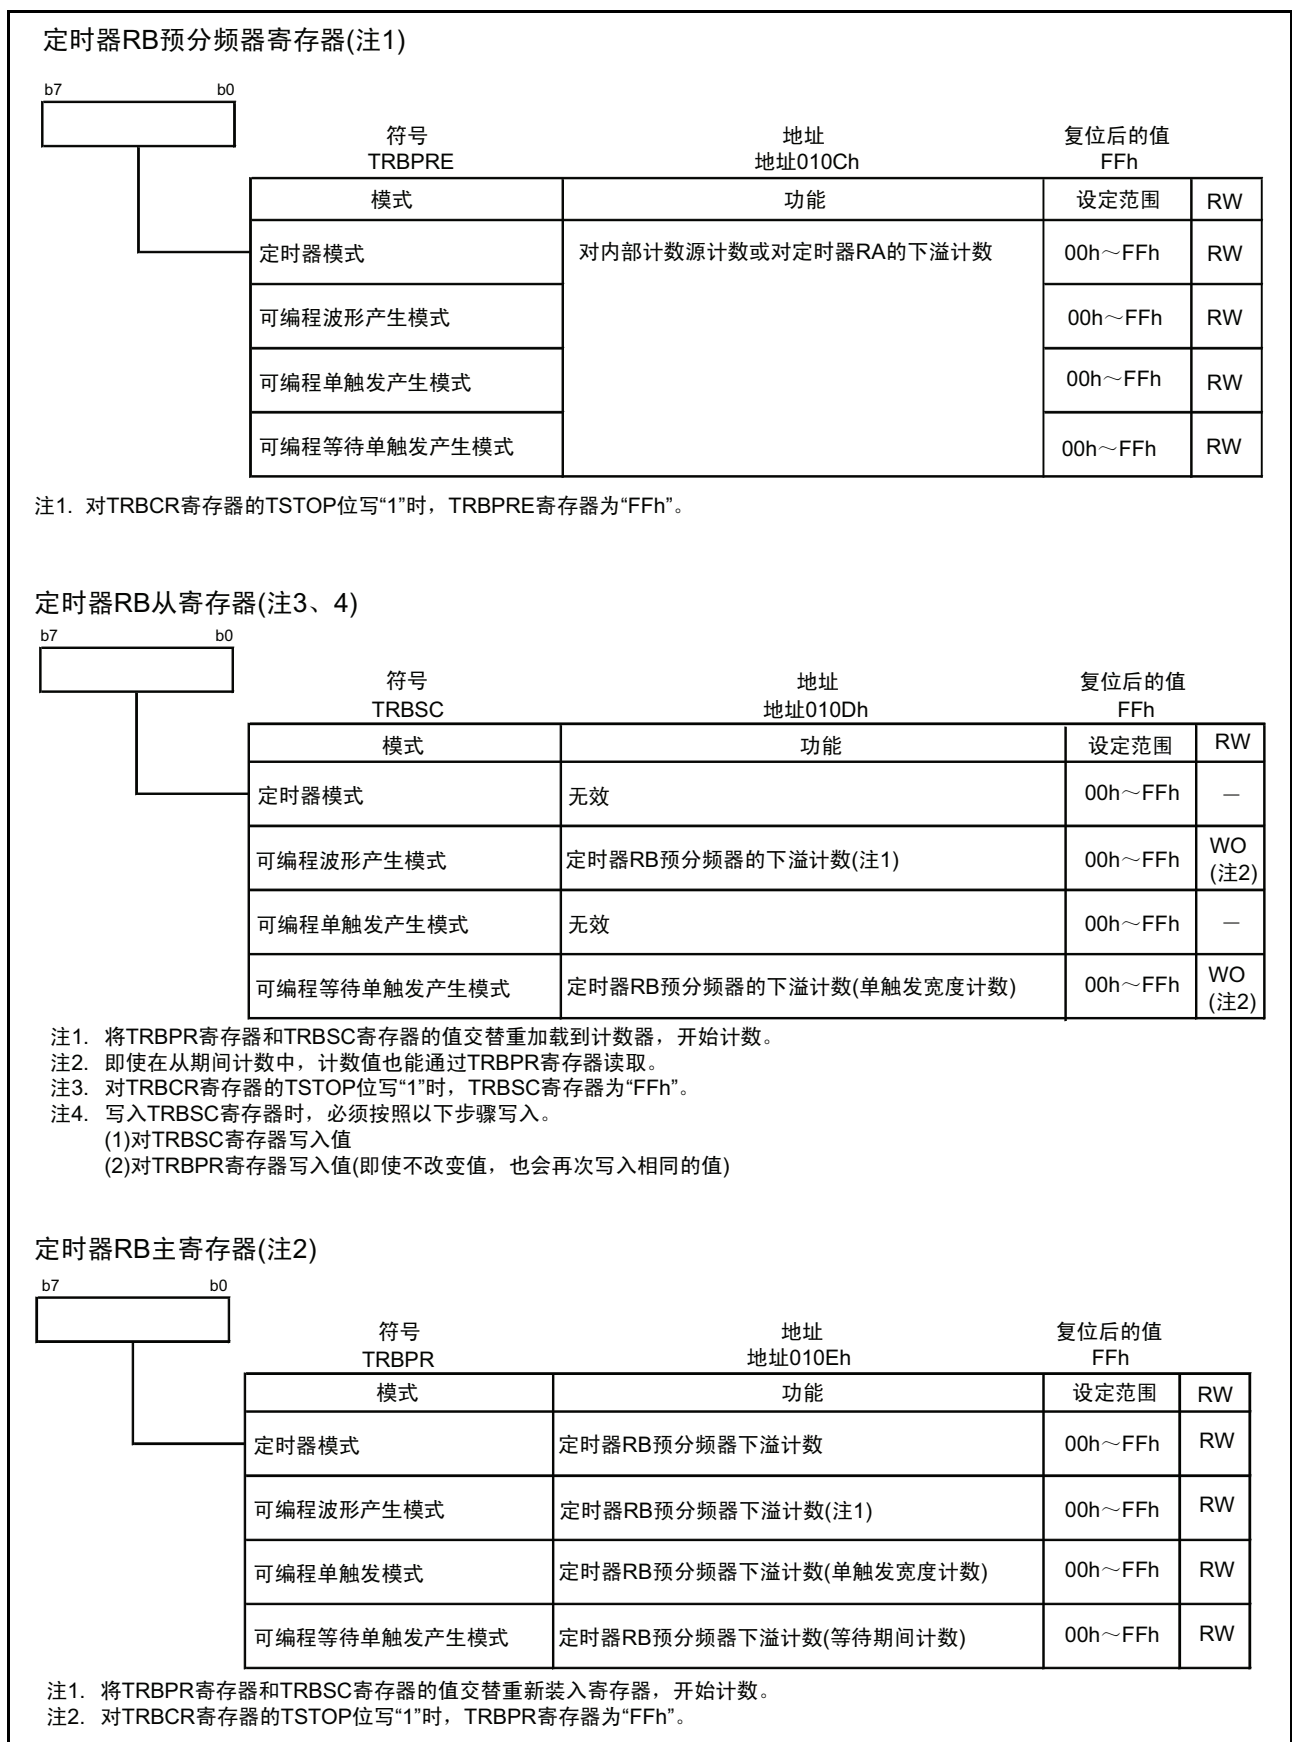 定时器RB预分频器寄存器(注1)
b7 b0
符号 地址 复位后的值
TRBPRE 地址010Ch FFh
模式 功能 设定范围 RW
定时器模式 对内部计数源计数或对定时器RA的下溢计数 00h～FFh RW
可编程波形产生模式 00h～FFh RW
可编程单触发产生模式 00h～FFh RW
可编程等待单触发产生模式 00h～FFh RW
注1. 对TRBCR寄存器的TSTOP位写“1”时，TRBPRE寄存器为“FFh”。
定时器RB从寄存器(注3、4)
b7 b0
符号 地址 复位后的值
TRBSC 地址010Dh FFh
模式 功能 设定范围 RW
定时器模式 无效 00h～FFh －
可编程波形产生模式 定时器RB预分频器的下溢计数(注1) 00h～FFh WO (注2)
可编程单触发产生模式 无效 00h～FFh －
可编程等待单触发产生模式 定时器RB预分频器的下溢计数(单触发宽度计数) 00h～FFh WO (注2)
注1. 将TRBPR寄存器和TRBSC寄存器的值交替重加载到计数器，开始计数。
注2. 即使在从期间计数中，计数值也能通过TRBPR寄存器读取。
注3. 对TRBCR寄存器的TSTOP位写“1”时，TRBSC寄存器为“FFh”。
注4. 写入TRBSC寄存器时，必须按照以下步骤写入。
(1)对TRBSC寄存器写入值
(2)对TRBPR寄存器写入值(即使不改变值，也会再次写入相同的值)
定时器RB主寄存器(注2)
b7 b0
符号 地址 复位后的值
TRBPR 地址010Eh FFh
模式 功能 设定范围 RW
定时器模式 定时器RB预分频器下溢计数 00h～FFh RW
可编程波形产生模式 定时器RB预分频器下溢计数(注1) 00h～FFh RW
可编程单触发模式 定时器RB预分频器下溢计数(单触发宽度计数) 00h～FFh RW
可编程等待单触发产生模式 定时器RB预分频器下溢计数(等待期间计数) 00h～FFh RW
注1. 将TRBPR寄存器和TRBSC寄存器的值交替重新装入寄存器，开始计数。
注2. 对TRBCR寄存器的TSTOP位写“1”时，TRBPR寄存器为“FFh”。